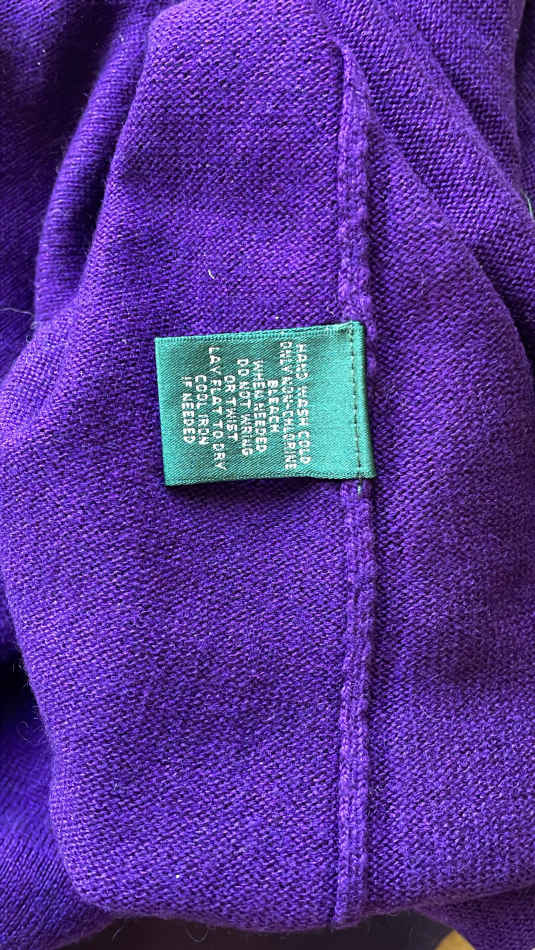 HAND WASH COLD
ONLY NON-CHLORINE
BLEACH
WHEN NEEDED
DO NOT WRING
OR TWIST
LAY FLAT TO DRY
COOL IRON
IF NEEDED